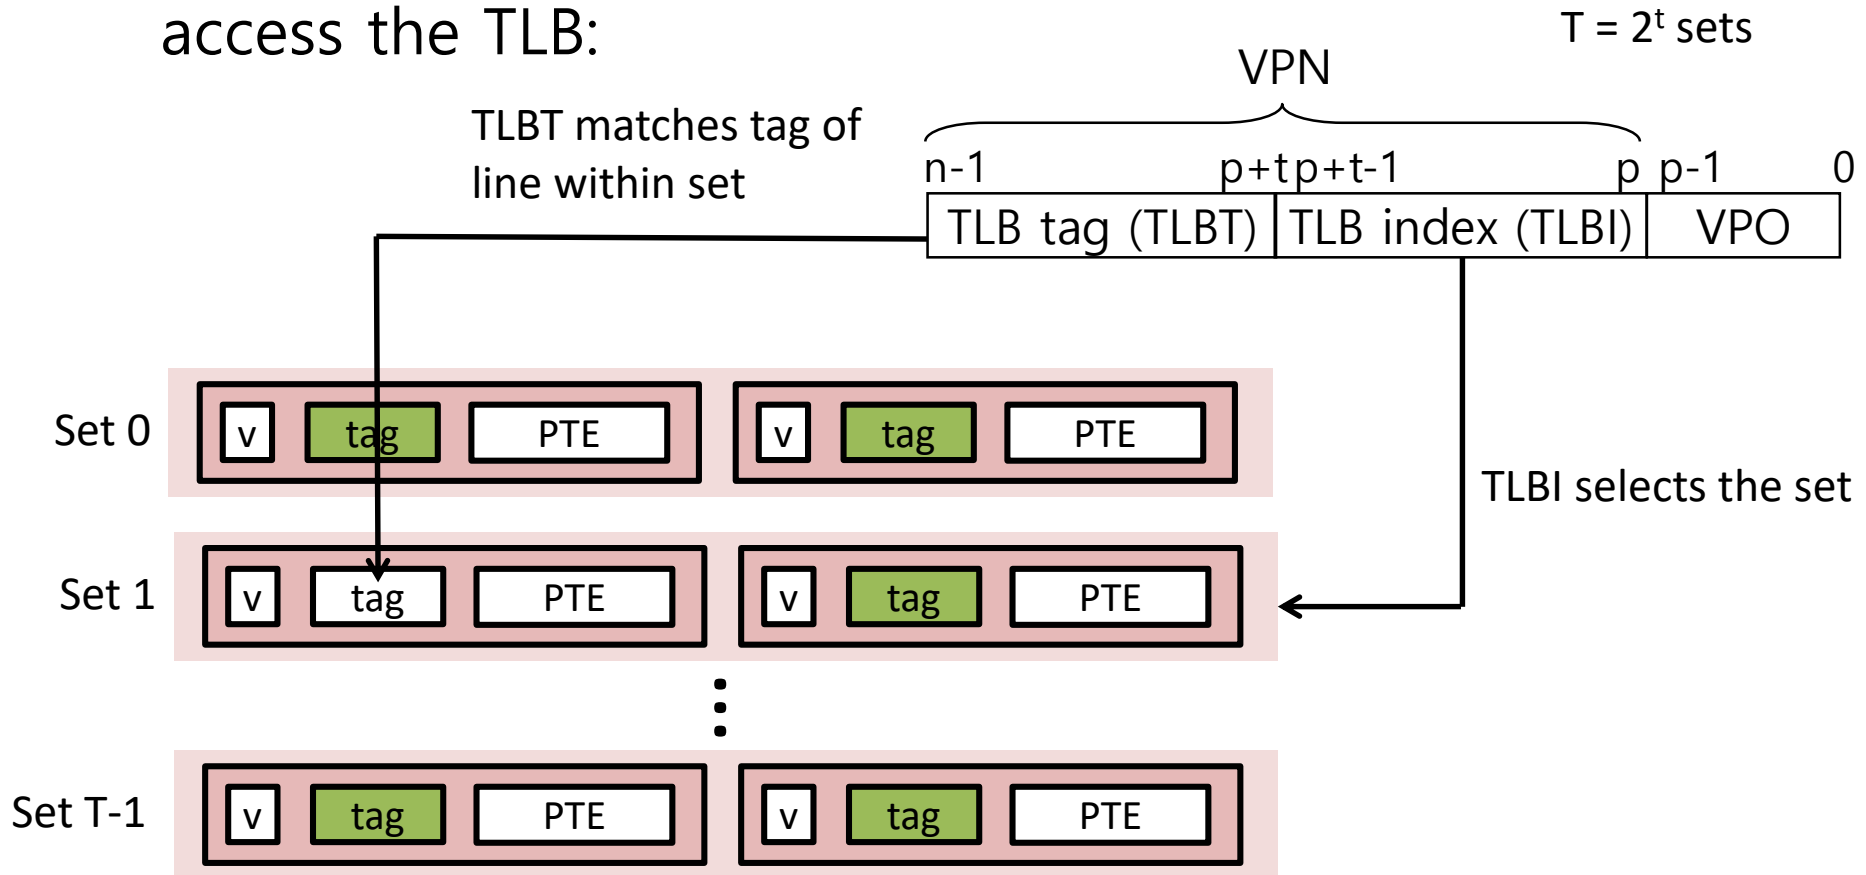 access the TLB:
T = 2^t sets
VPN
TLBT matches tag of
line within set
n-1 p+t p+t-1 p p-1 0
TLB tag (TLBT) TLB index (TLBI) VPO
Set 0 v tag PTE v tag PTE
TLBI selects the set
Set 1 v tag PTE v tag PTE
Set T-1 v tag PTE v tag PTE